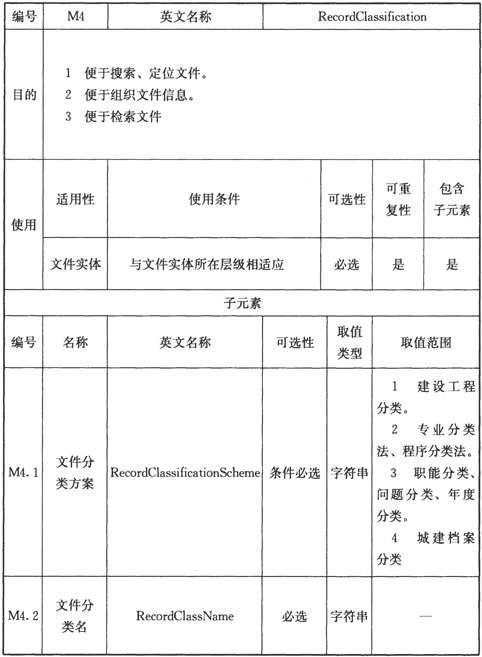 编号 M4 英文名称 RecordClassification
目的
1 便于搜索、定位文件。
2 便于组织文件信息。
3 便于检索文件
使用
适用性 使用条件 可选性 可重复性 包含子元素
文件实体 与文件实体所在层级相适应 必选 是 是
子元素
编号 名称 英文名称 可选性 取值类型 取值范围
M4.1 文件分类方案 RecordClassificationScheme 条件必选 字符串
1 建设工程
分类。
2 专业分类
法、程序分类法。
3 职能分类、
问题分类、年度
分类。
4 城建档案
分类
M4.2 文件分类名 RecordClassName 必选 字符串 —